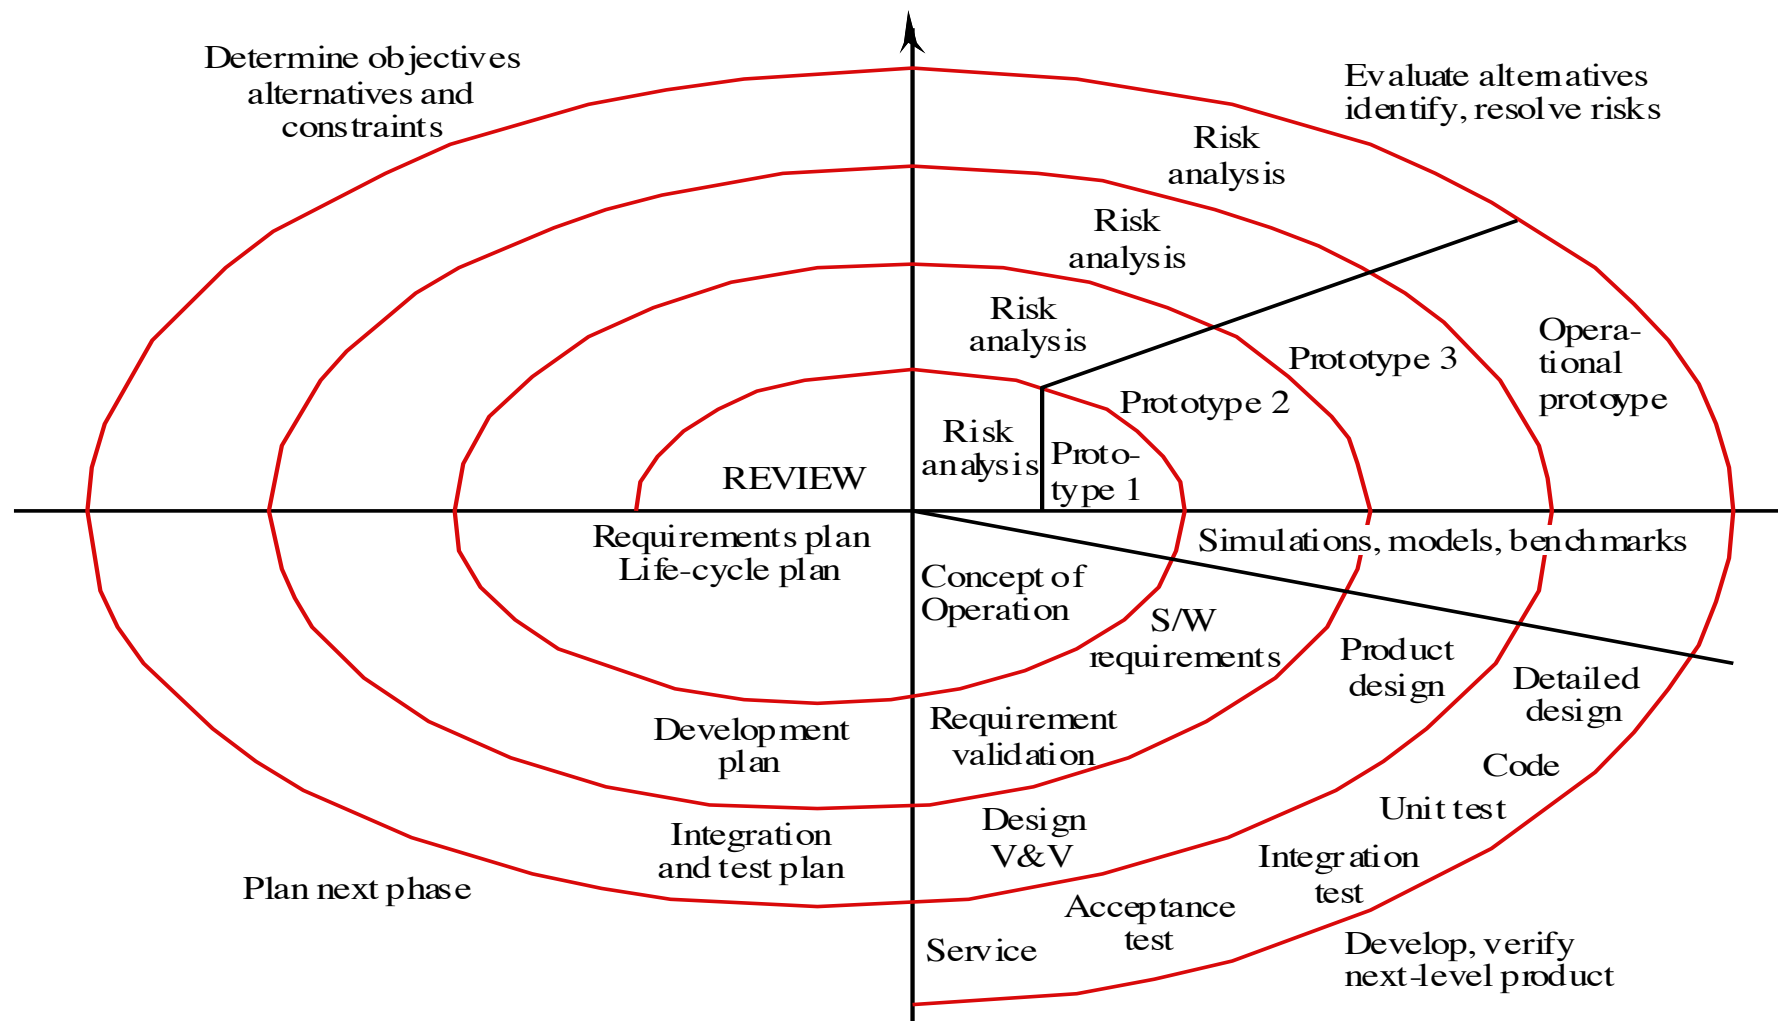 Determine objectives
alternatives and
constraints
Evaluate alternatives
identify, resolve risks
Risk
analysis
Risk
analysis
Risk
analysis
Risk
analysis
Proto-
type 1
Prototype 2
Prototype 3
Opera-
tional
protoype
REVIEW
Requirements plan
Life-cycle plan
Simulations, models, benchmarks
Concept of
Operation
S/W
requirements
Product
design
Detailed
design
Development
plan
Requirement
validation
Code
Unit test
Integration
and test plan
Design
V&V
Integration
test
Plan next phase
Acceptance
test
Service
Develop, verify
next-level product